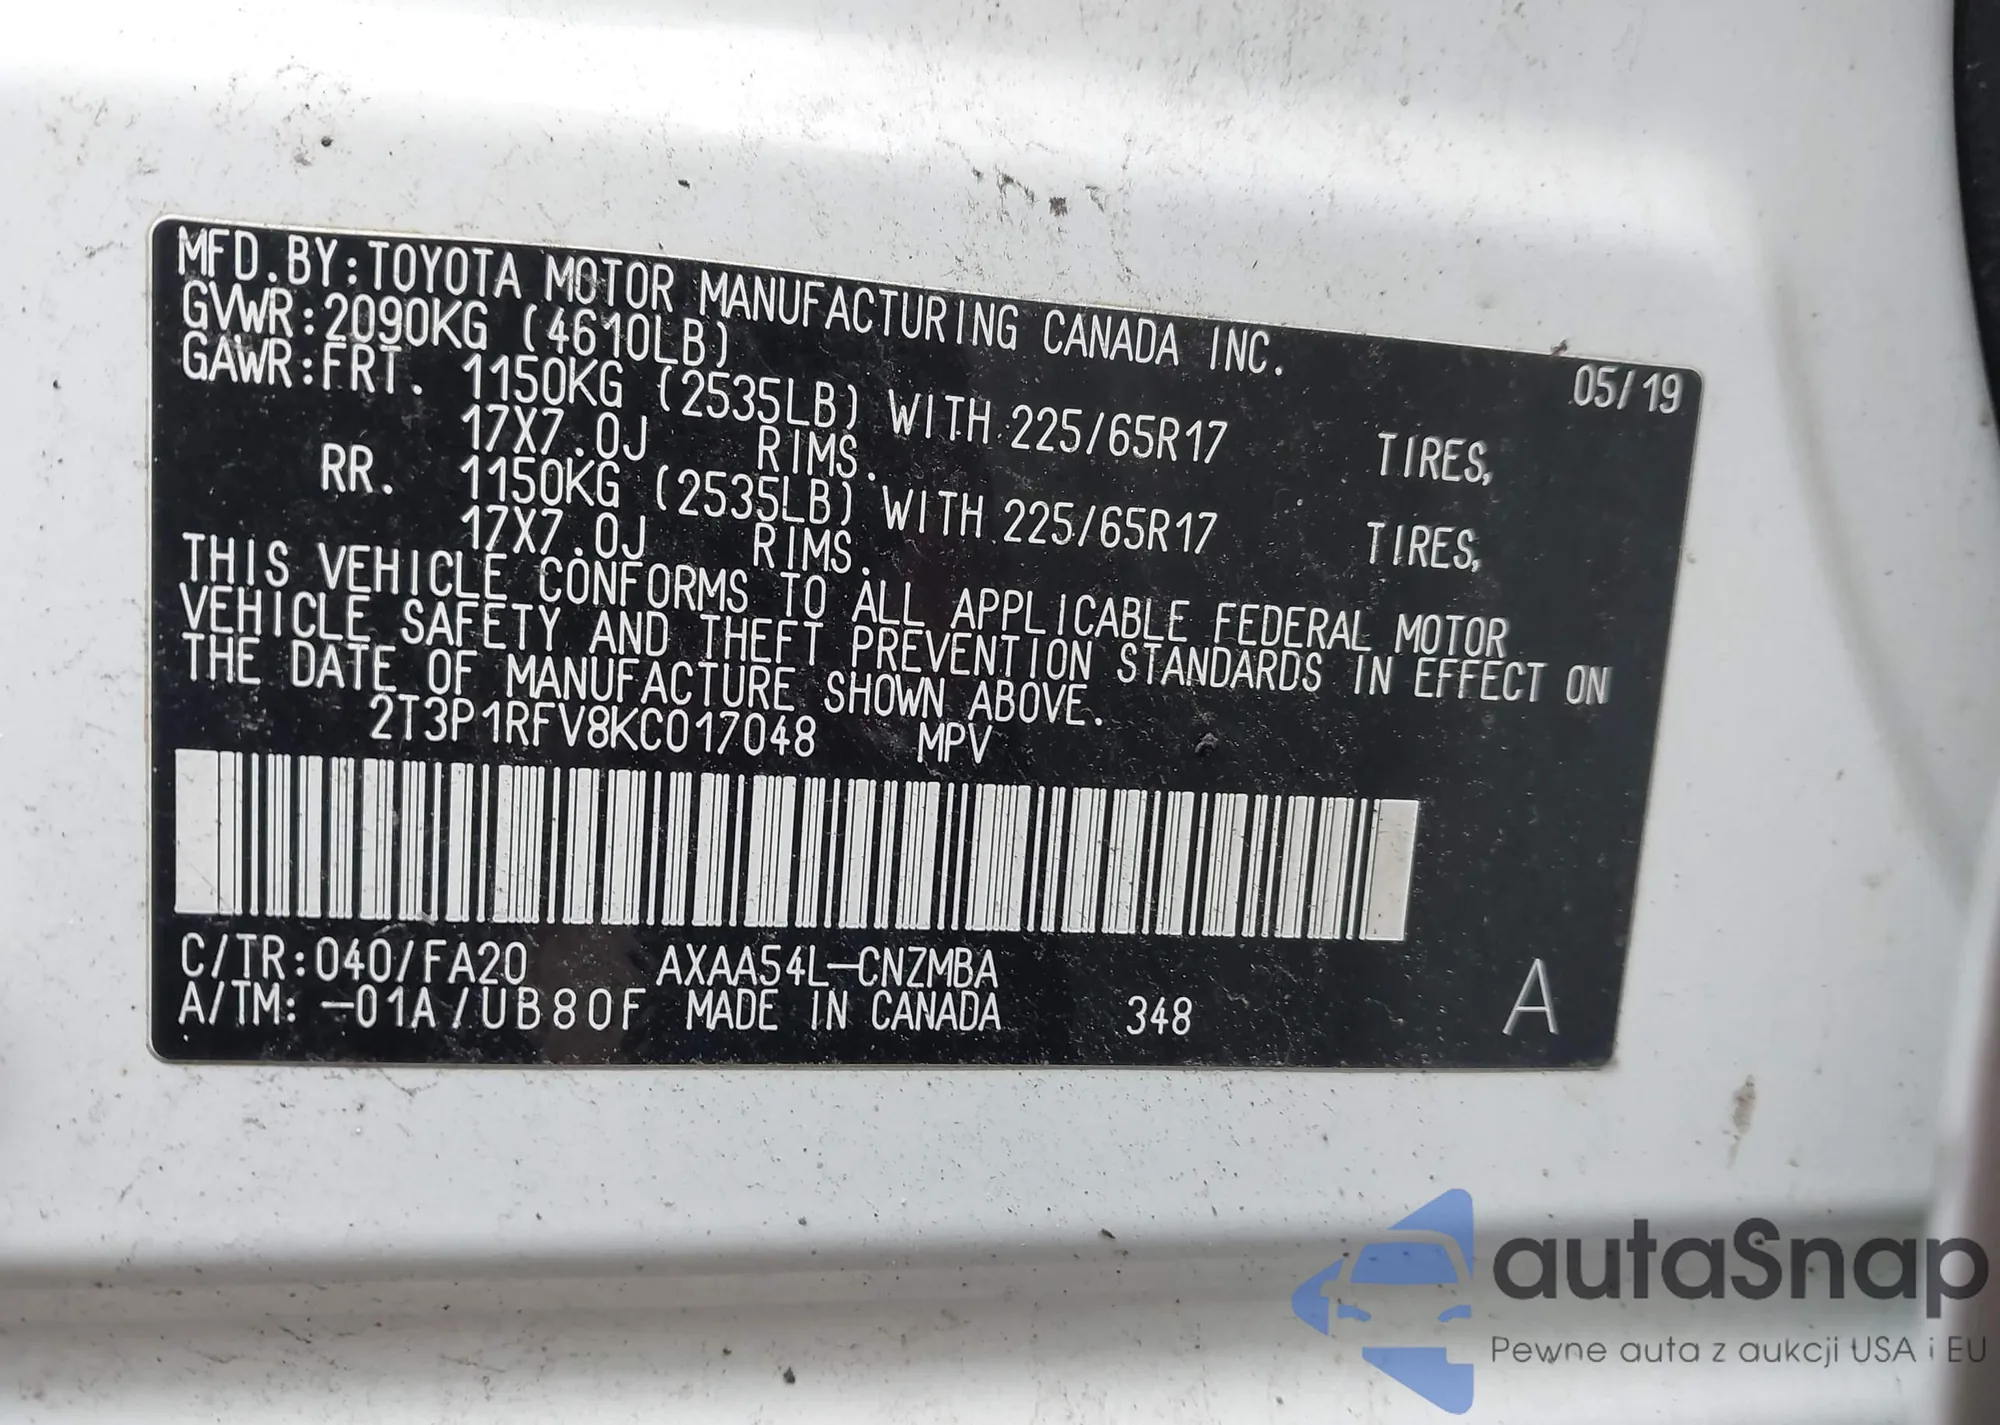 MFD.BY:TOYOTA MOTOR MANUFACTURING CANADA INC.
GVWR:2090KG (4610LB) 05/19
GAWR:FRT. 1150KG (2535LB) WITH 225/65R17 TIRES,
17X7.0J RIMS.
RR. 1150KG (2535LB) WITH 225/65R17 TIRES,
17X7.0J RIMS.
THIS VEHICLE CONFORMS TO ALL APPLICABLE FEDERAL MOTOR
VEHICLE SAFETY AND THEFT PREVENTION STANDARDS IN EFFECT ON
THE DATE OF MANUFACTURE SHOWN ABOVE.
2T3P1RFV8KC017048 MPV
C/TR:040/FA20 AXAA54L-CNZMBA
A/TM:-01A/UB80F MADE IN CANADA 348 A
autoSnap
Pewne auta z aukcji USA i EU